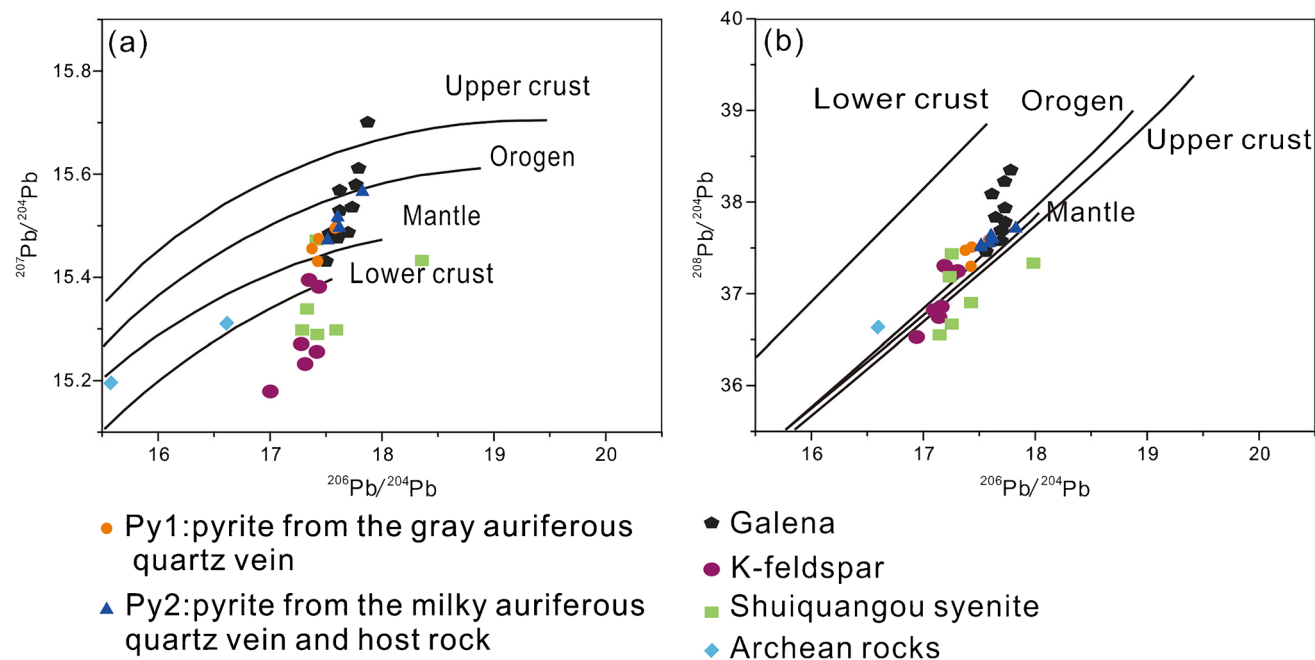 (a)
15.8
15.6
15.4
15.2
207Pb/204Pb
Upper crust
Orogen
Mantle
Lower crust
16
17
18
19
20
206Pb/204Pb
(b)
40
39
38
37
36
208Pb/204Pb
Lower crust
Orogen
Upper crust
Mantle
16
17
18
19
20
206Pb/204Pb
Py1:pyrite from the gray auriferous
quartz vein
Py2:pyrite from the milky auriferous
quartz vein and host rock
Galena
K-feldspar
Shuiquangou syenite
Archean rocks